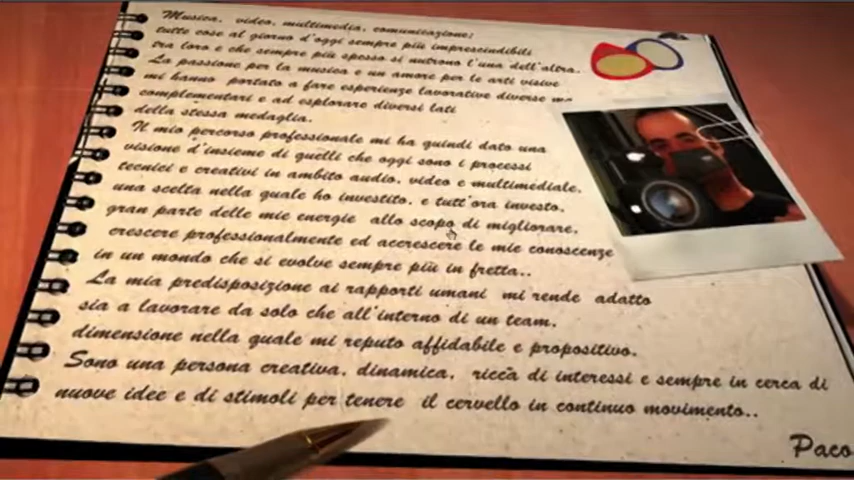 Musica, video, multimedia, comunicazione:
tutte cose al giorno d'oggi sempre più imprescindibili
tra loro e che sempre più spesso si nutrono l'una dell'altra.
La passione per la musica e un amore per le arti visive
mi hanno portato a fare esperienze lavorative diverse ma
complementari e ad esplorare diversi lati
della stessa medaglia.
Il mio percorso professionale mi ha quindi dato una
visione d'insieme di quelli che oggi sono i processi
tecnici e creativi in ambito audio, video e multimediale,
una scelta nella quale ho investito, e tutt'ora investo,
gran parte delle mie energie allo scopo di migliorare,
crescere professionalmente ed accrescere le mie conoscenze
in un mondo che si evolve sempre più in fretta..
La mia predisposizione ai rapporti umani mi rende adatto
sia a lavorare da solo che all'interno di un team,
dimensione nella quale mi reputo affidabile e propositivo.
Sono una persona creativa, dinamica, ricca di interessi e sempre in cerca di
nuove idee e di stimoli per tenere il cervello in continuo movimento..
Paco